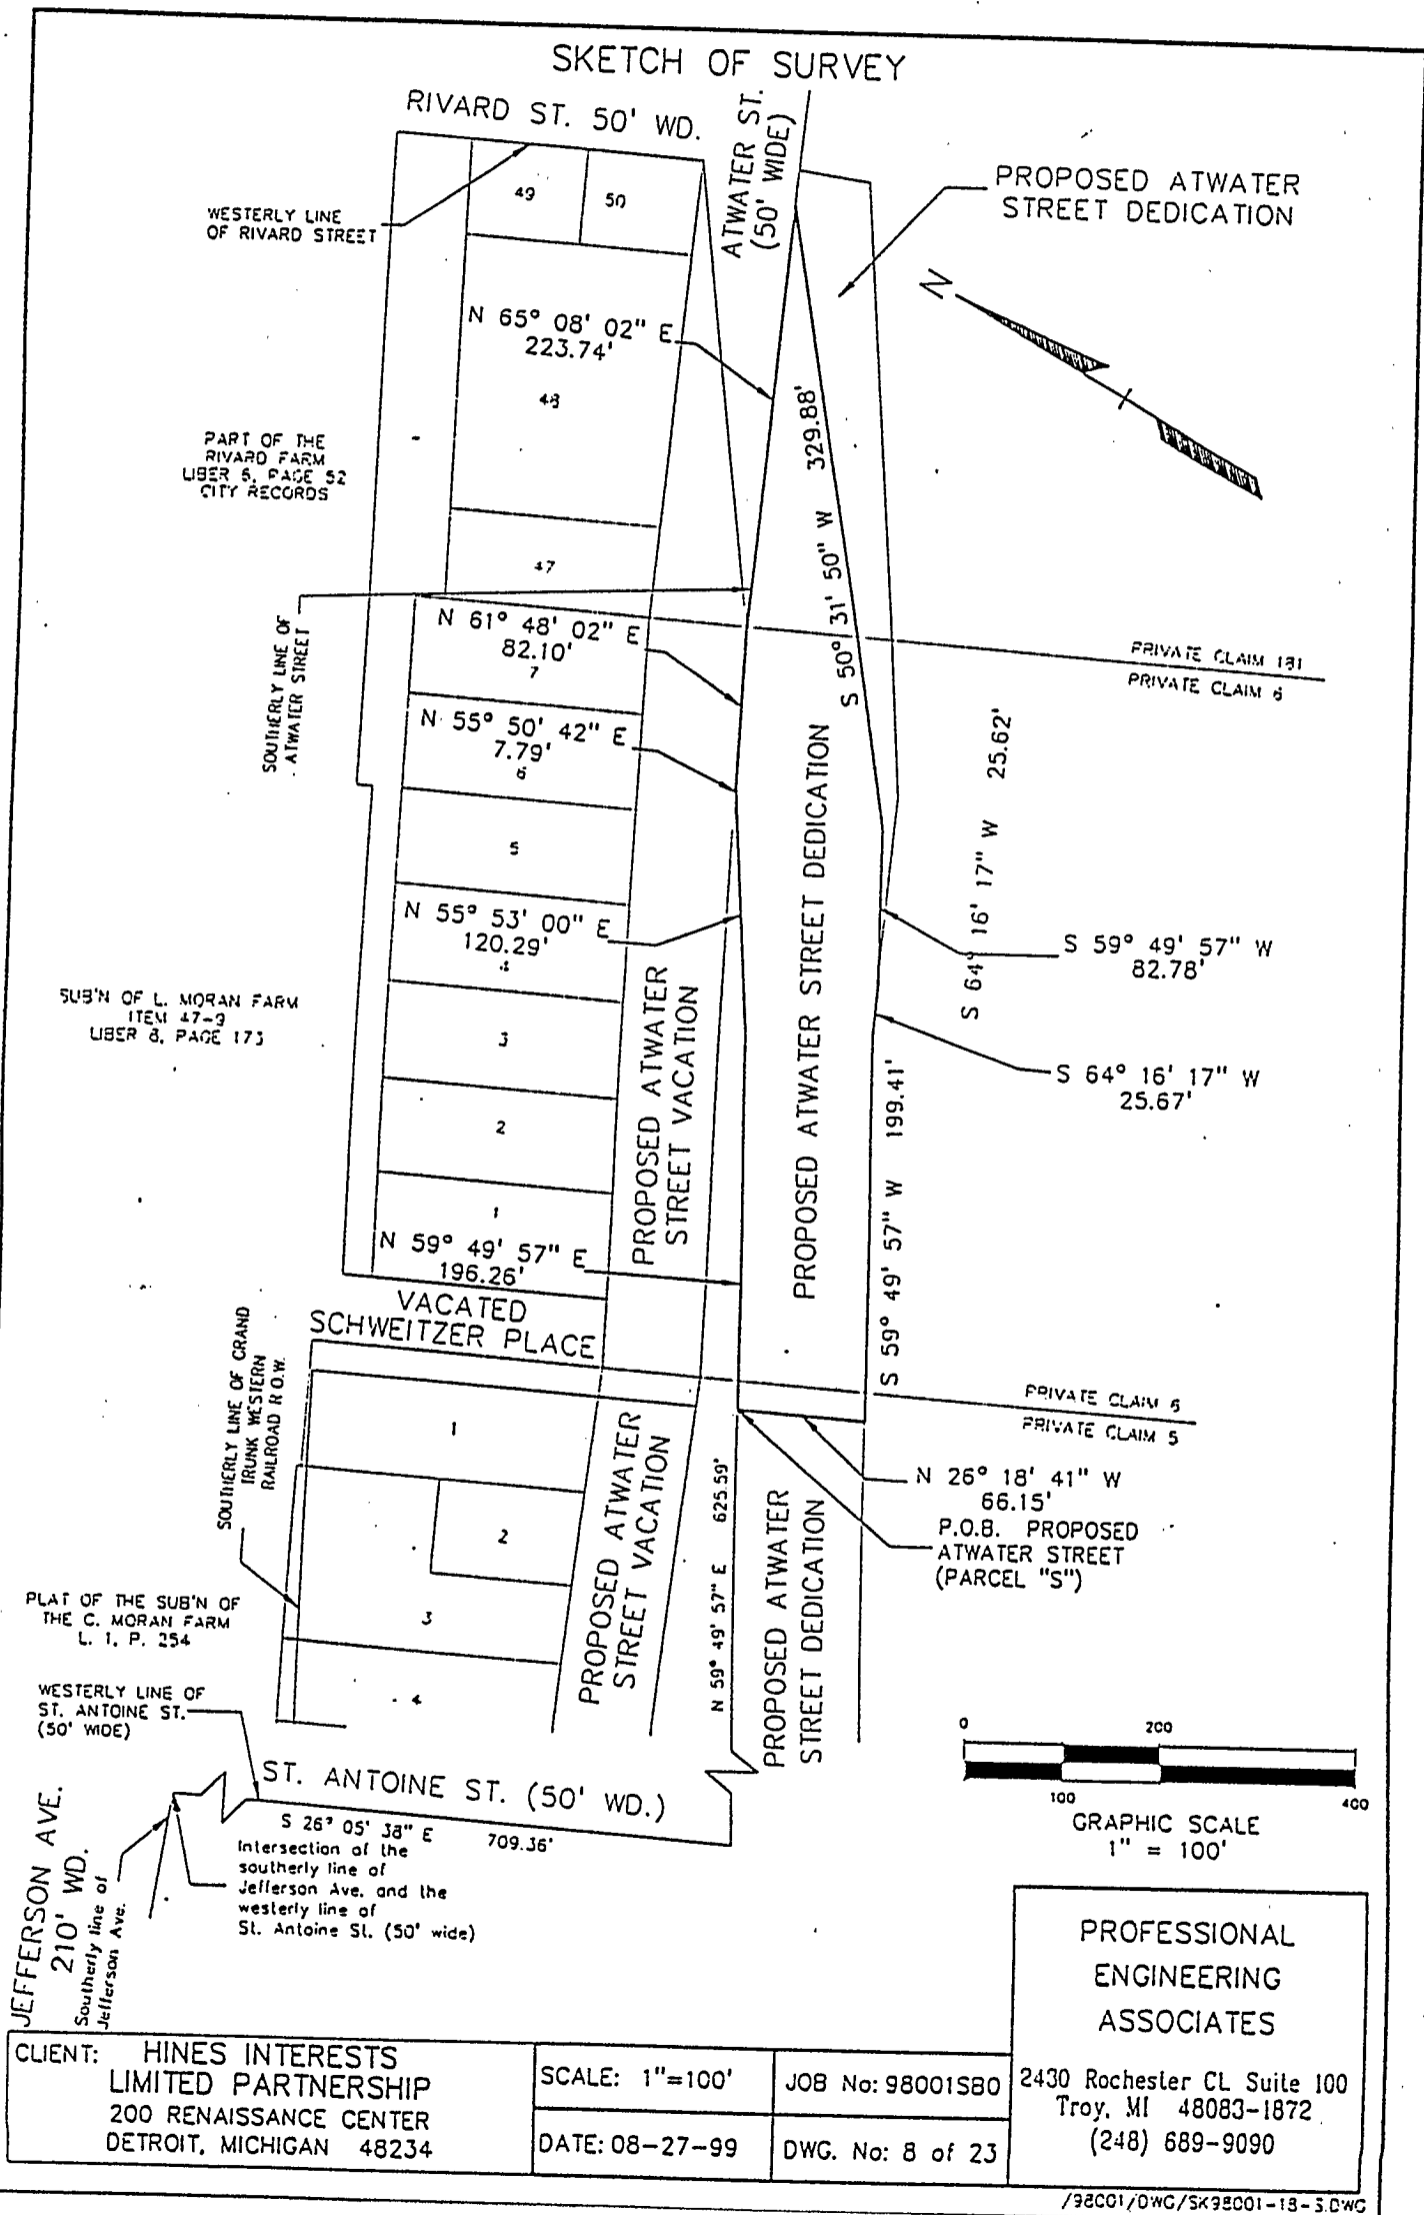 SKETCH OF SURVEY
RIVARD ST. 50' WD.
ATWATER ST.
(50' WIDE)
PROPOSED ATWATER
STREET DEDICATION
WESTERLY LINE
OF RIVARD STREET
49
50
N
N 65° 08' 02" E
223.74'
48
329.88'
S 50° 31' 50" W
PART OF THE
RIVARD FARM
LIBER 5, PAGE 52
CITY RECORDS
47
SOUTHERLY LINE OF
ATWATER STREET
N 61° 48' 02" E
82.10'
7
PRIVATE CLAIM 181
PRIVATE CLAIM 6
N 55° 50' 42" E
7.79'
6
S 64° 16' 17" W 25.62'
5
PROPOSED ATWATER STREET DEDICATION
N 55° 53' 00" E
120.29'
4
S 59° 49' 57" W
82.78'
SUB'N OF L. MORAN FARM
ITEM 47-9
LIBER 8, PAGE 173
3
S 64° 16' 17" W
25.67'
PROPOSED ATWATER
STREET VACATION
2
S 59° 49' 57" W 199.41'
1
N 59° 49' 57" E
196.26'
VACATED
SCHWEITZER PLACE
SOUTHERLY LINE OF GRAND
TRUNK WESTERN
RAILROAD R.O.W.
PRIVATE CLAIM 6
PRIVATE CLAIM 5
1
N 26° 18' 41" W
66.15'
P.O.B. PROPOSED
ATWATER STREET
(PARCEL "S")
2
PROPOSED ATWATER
STREET VACATION
N 59° 49' 57" E 625.59'
PROPOSED ATWATER
STREET DEDICATION
PLAT OF THE SUB'N OF
THE C. MORAN FARM
L. 1, P. 254
3
4
WESTERLY LINE OF
ST. ANTOINE ST.
(50' WIDE)
ST. ANTOINE ST. (50' WD.)
S 26° 05' 38" E 709.36'
Intersection of the
southerly line of
Jefferson Ave. and the
westerly line of
St. Antoine St. (50' wide)
JEFFERSON AVE.
210' WD.
Southerly line of
Jefferson Ave.
0 200
100 400
GRAPHIC SCALE
1" = 100'
PROFESSIONAL
ENGINEERING
ASSOCIATES
2430 Rochester Ct. Suite 100
Troy, MI 48083-1872
(248) 689-9090
CLIENT: HINES INTERESTS
LIMITED PARTNERSHIP
200 RENAISSANCE CENTER
DETROIT, MICHIGAN 48234
SCALE: 1"=100'
JOB No: 98001SB0
DATE: 08-27-99
DWG. No: 8 of 23
/98001/DWG/SK98001-18-S.DWG